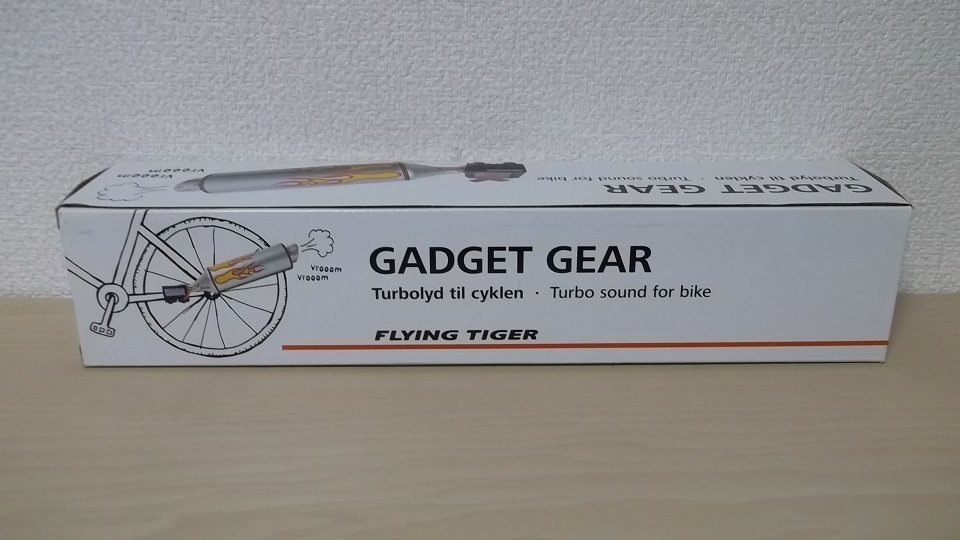 Vrooom
Vrooom
Turbolyd til cyklen · Turbo sound for bike
GADGET GEAR
Vrooom
Vrooom
GADGET GEAR
Turbolyd til cyklen · Turbo sound for bike
FLYING TIGER